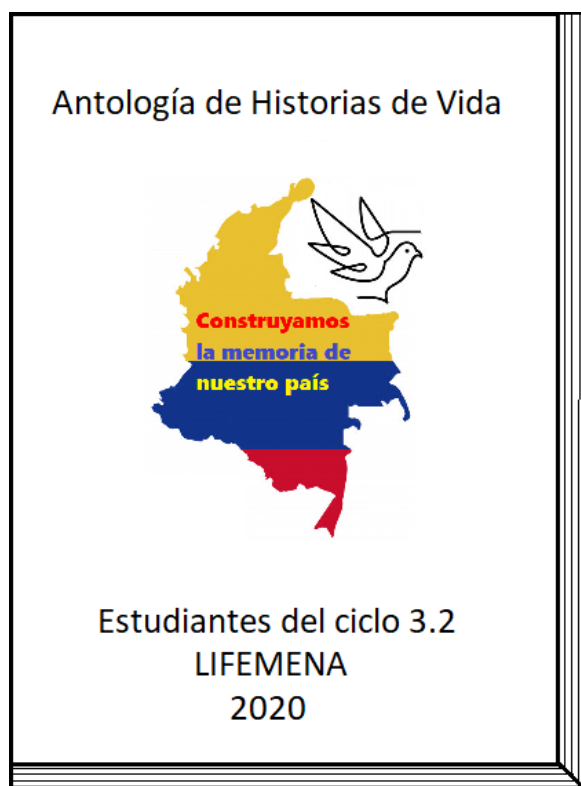 Antología de Historias de Vida
Construyamos
la memoria de
nuestro país
Estudiantes del ciclo 3.2
LIFEMENA
2020